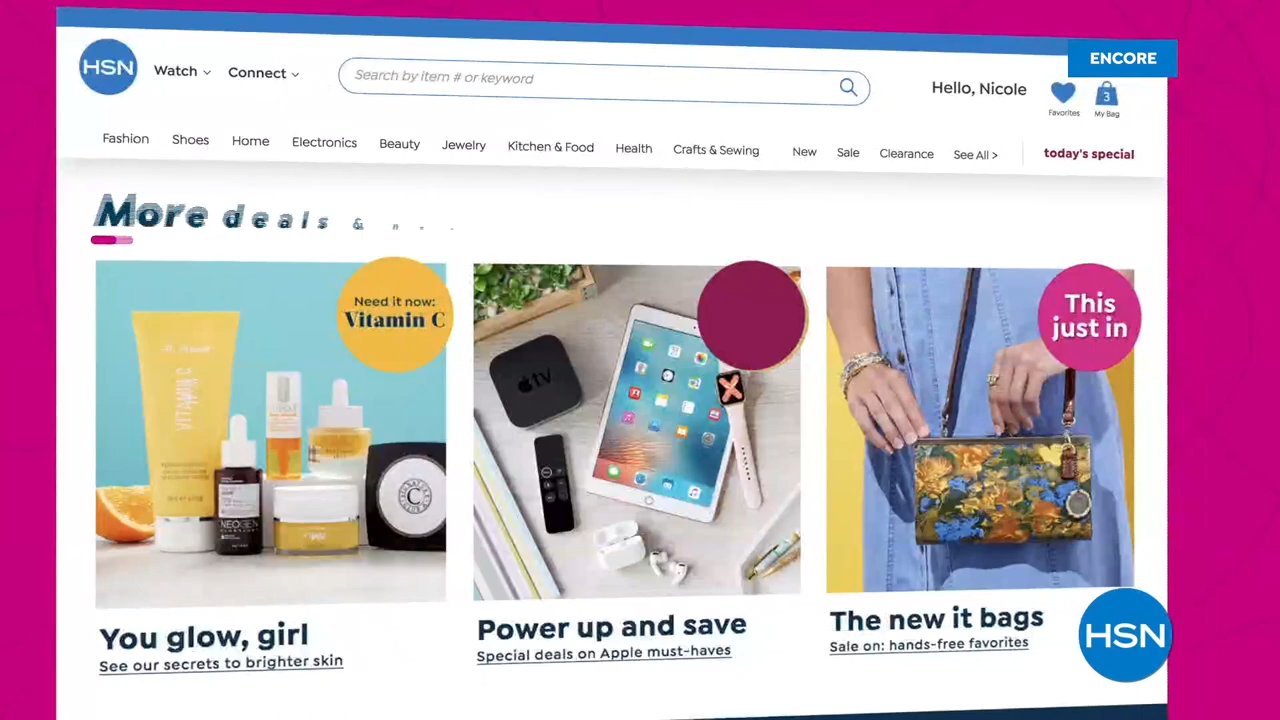 ENCORE
HSN
Watch
Connect
Search by item # or keyword
Hello, Nicole
Favorites
3
My Bag
Fashion
Shoes
Home
Electronics
Beauty
Jewelry
Kitchen & Food
Health
Crafts & Sewing
New
Sale
Clearance
See All >
today's special
More deals &
Need it now:
Vitamin C
This
just in
tv
VITAMIN C
NEOGEN
C
You glow, girl
See our secrets to brighter skin
Power up and save
Special deals on Apple must-haves
The new it bags
Sale on: hands-free favorites
HSN